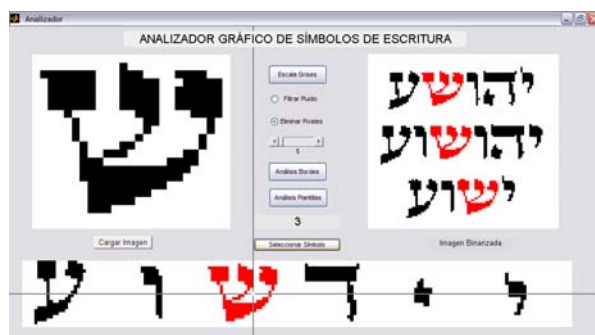 Analizador
ANALIZADOR GRÁFICO DE SÍMBOLOS DE ESCRITURA
ש
Escala Grises
Filtrar Ruido
Eliminar Pixeles
5
Análisis Bordes
Análisis Plantillas
3
Cargar Imagen
Seleccionar Símbolo
יהושע
יהושוע
ישוע
Imagen Binarizada
ש ו ע